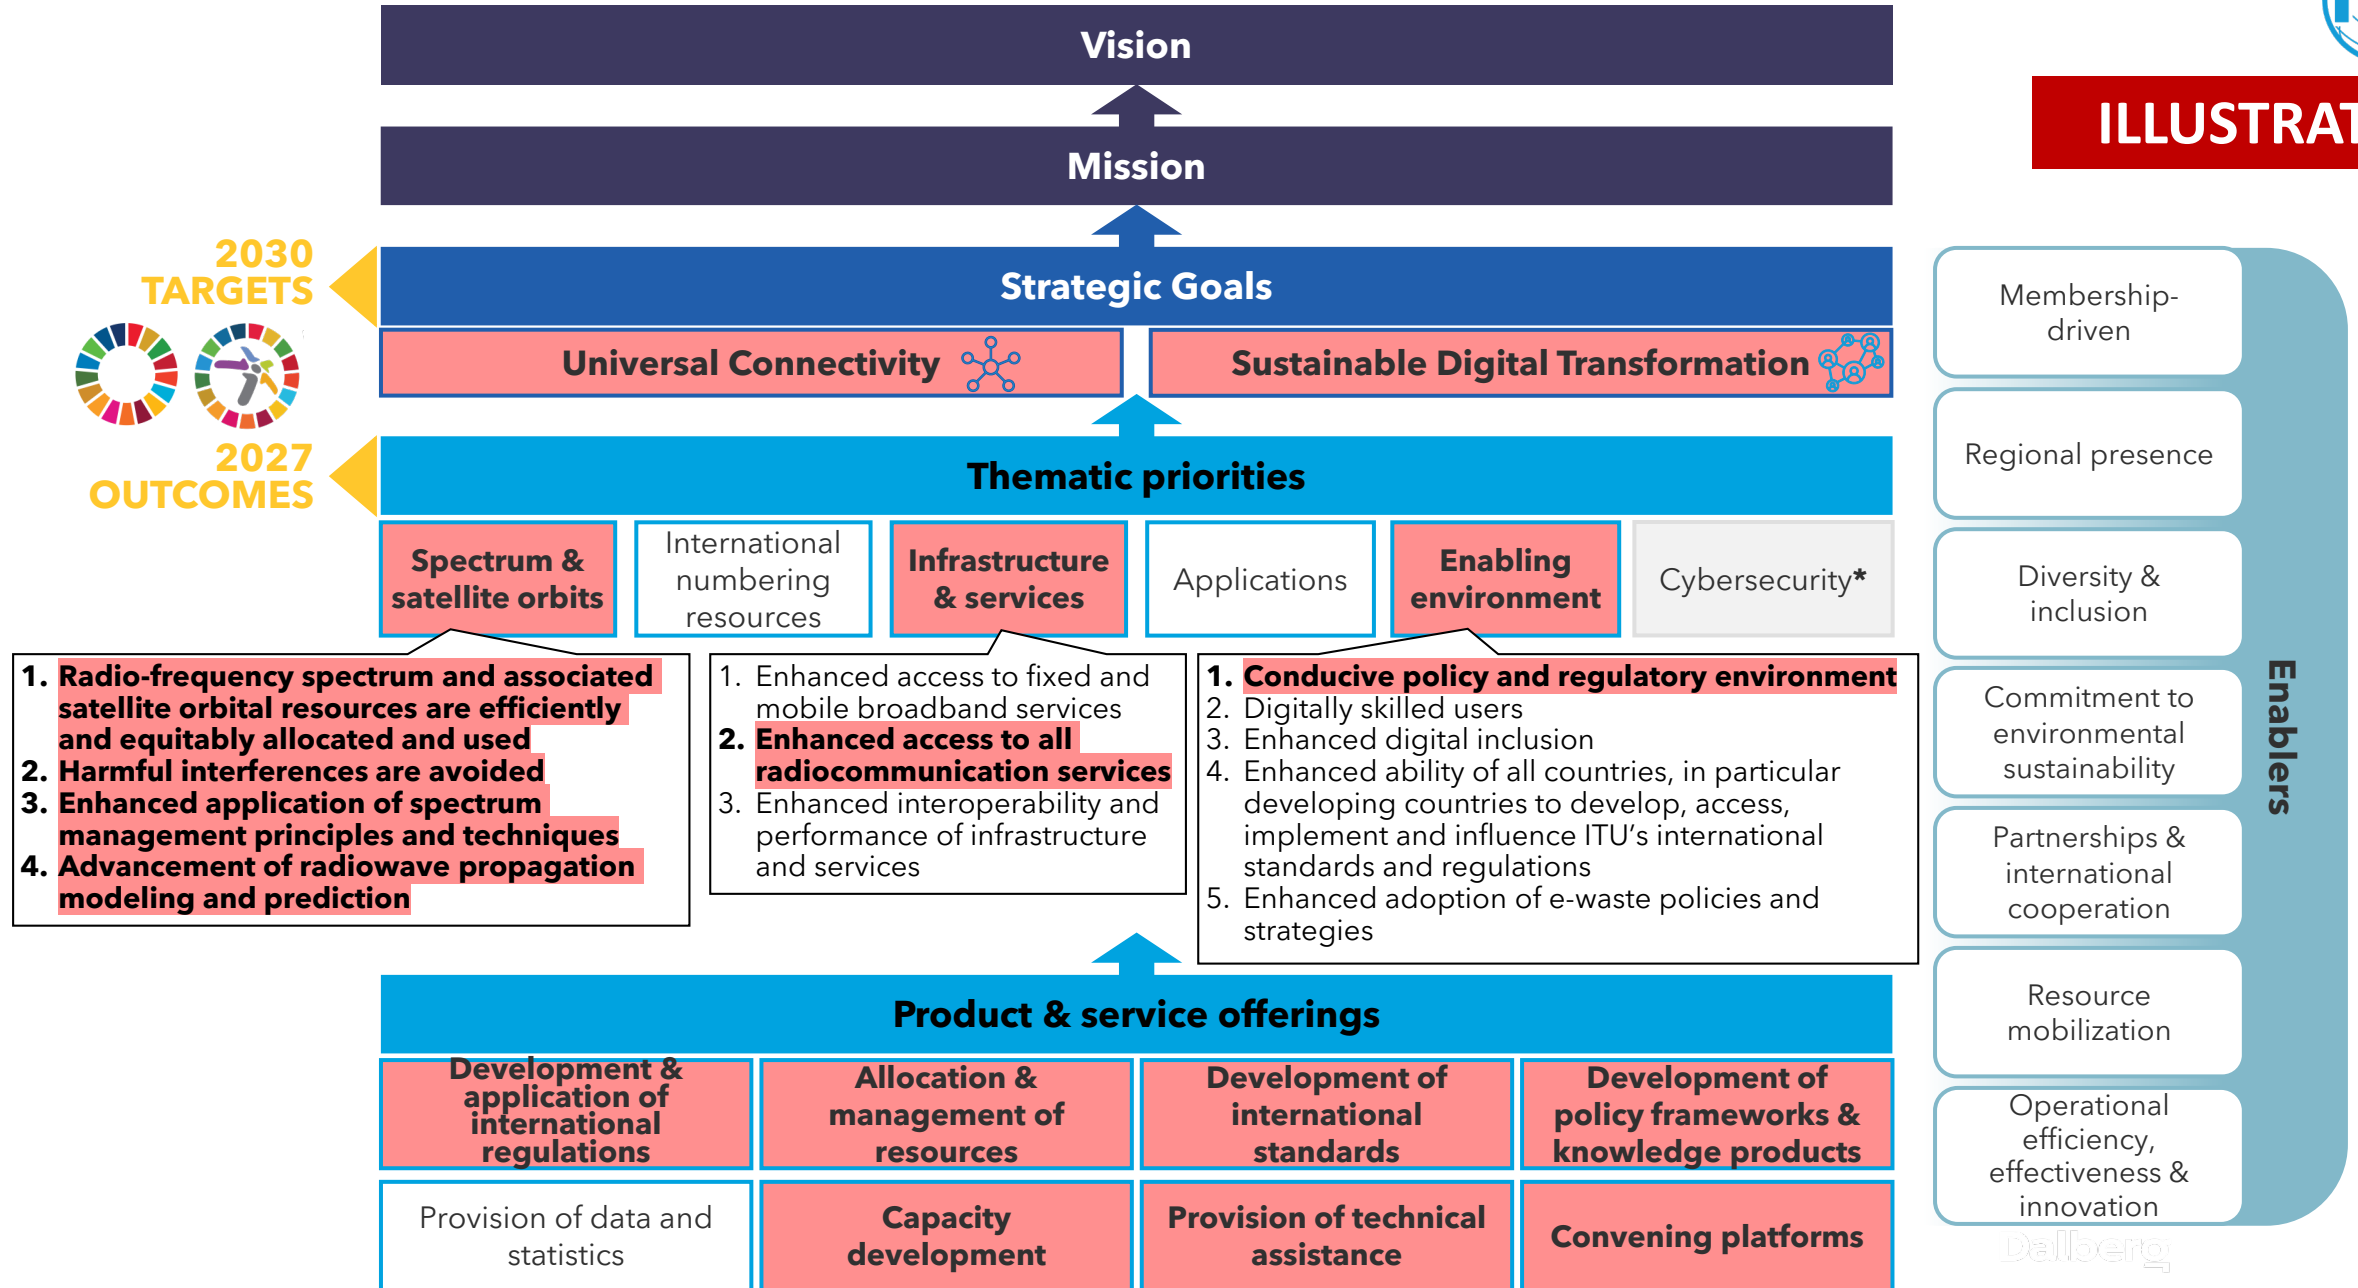 Vision
ILLUSTRAT
Mission
2030
TARGETS
Strategic Goals
Universal Connectivity
Sustainable Digital Transformation
2027
OUTCOMES
Thematic priorities
Spectrum &
satellite orbits
International
numbering
resources
Infrastructure
& services
Applications
Enabling
environment
Cybersecurity*
1. Radio-frequency spectrum and associated
satellite orbital resources are efficiently
and equitably allocated and used
2. Harmful interferences are avoided
3. Enhanced application of spectrum
management principles and techniques
4. Advancement of radiowave propagation
modeling and prediction
1. Enhanced access to fixed and
mobile broadband services
2. Enhanced access to all
radiocommunication services
3. Enhanced interoperability and
performance of infrastructure
and services
1. Conducive policy and regulatory environment
2. Digitally skilled users
3. Enhanced digital inclusion
4. Enhanced ability of all countries, in particular
developing countries to develop, access,
implement and influence ITU's international
standards and regulations
5. Enhanced adoption of e-waste policies and
strategies
Product & service offerings
Development &
application of
international
regulations
Allocation &
management of
resources
Development of
international
standards
Development of
policy frameworks &
knowledge products
Provision of data and
statistics
Capacity
development
Provision of technical
assistance
Convening platforms
Membership-
driven
Regional presence
Diversity &
inclusion
Commitment to
environmental
sustainability
Partnerships &
international
cooperation
Resource
mobilization
Operational
efficiency,
effectiveness &
innovation
Enablers
Dalberg